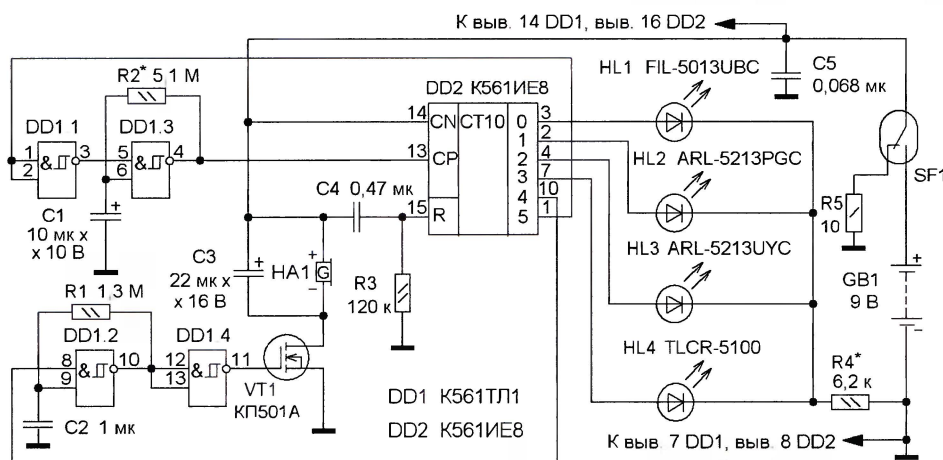 К выв. 14 DD1, выв. 16 DD2
R2* 5,1 М
DD1.1
DD1.3
1
2
&
3
5
6
&
4
C1
+
10 мк х
х 10 В
DD2 К561ИЕ8
14
CN
CT10
13
CP
15
R
0
3
1
2
2
4
3
7
4
10
5
1
HL1 FIL-5013UBC
HL2 ARL-5213PGC
HL3 ARL-5213UYC
HL4 TLCR-5100
C5
0,068 мк
SF1
R5
10
GB1
9 В
+
−
C4 0,47 мк
C3
+
22 мк х
х 16 В
HA1
+
G
−
R3
120 к
R1 1,3 М
DD1.2
DD1.4
8
9
&
10
12
13
&
11
VT1
КП501А
C2 1 мк
DD1 К561ТЛ1
DD2 К561ИЕ8
R4*
6,2 к
К выв. 7 DD1, выв. 8 DD2